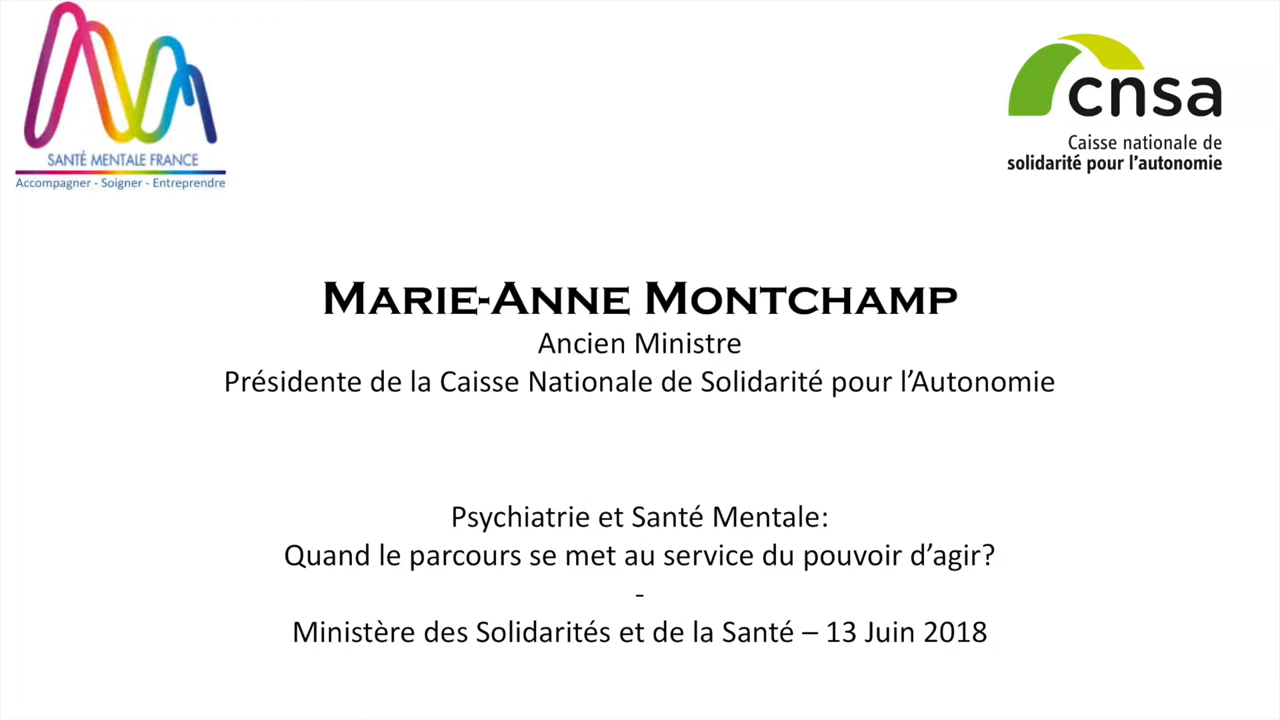 SANTÉ MENTALE FRANCE
Accompagner - Soigner - Entreprendre
cnsa
Caisse nationale de
solidarité pour l’autonomie
MARIE-ANNE MONTCHAMP
Ancien Ministre
Présidente de la Caisse Nationale de Solidarité pour l’Autonomie
Psychiatrie et Santé Mentale:
Quand le parcours se met au service du pouvoir d’agir?
-
Ministère des Solidarités et de la Santé – 13 Juin 2018